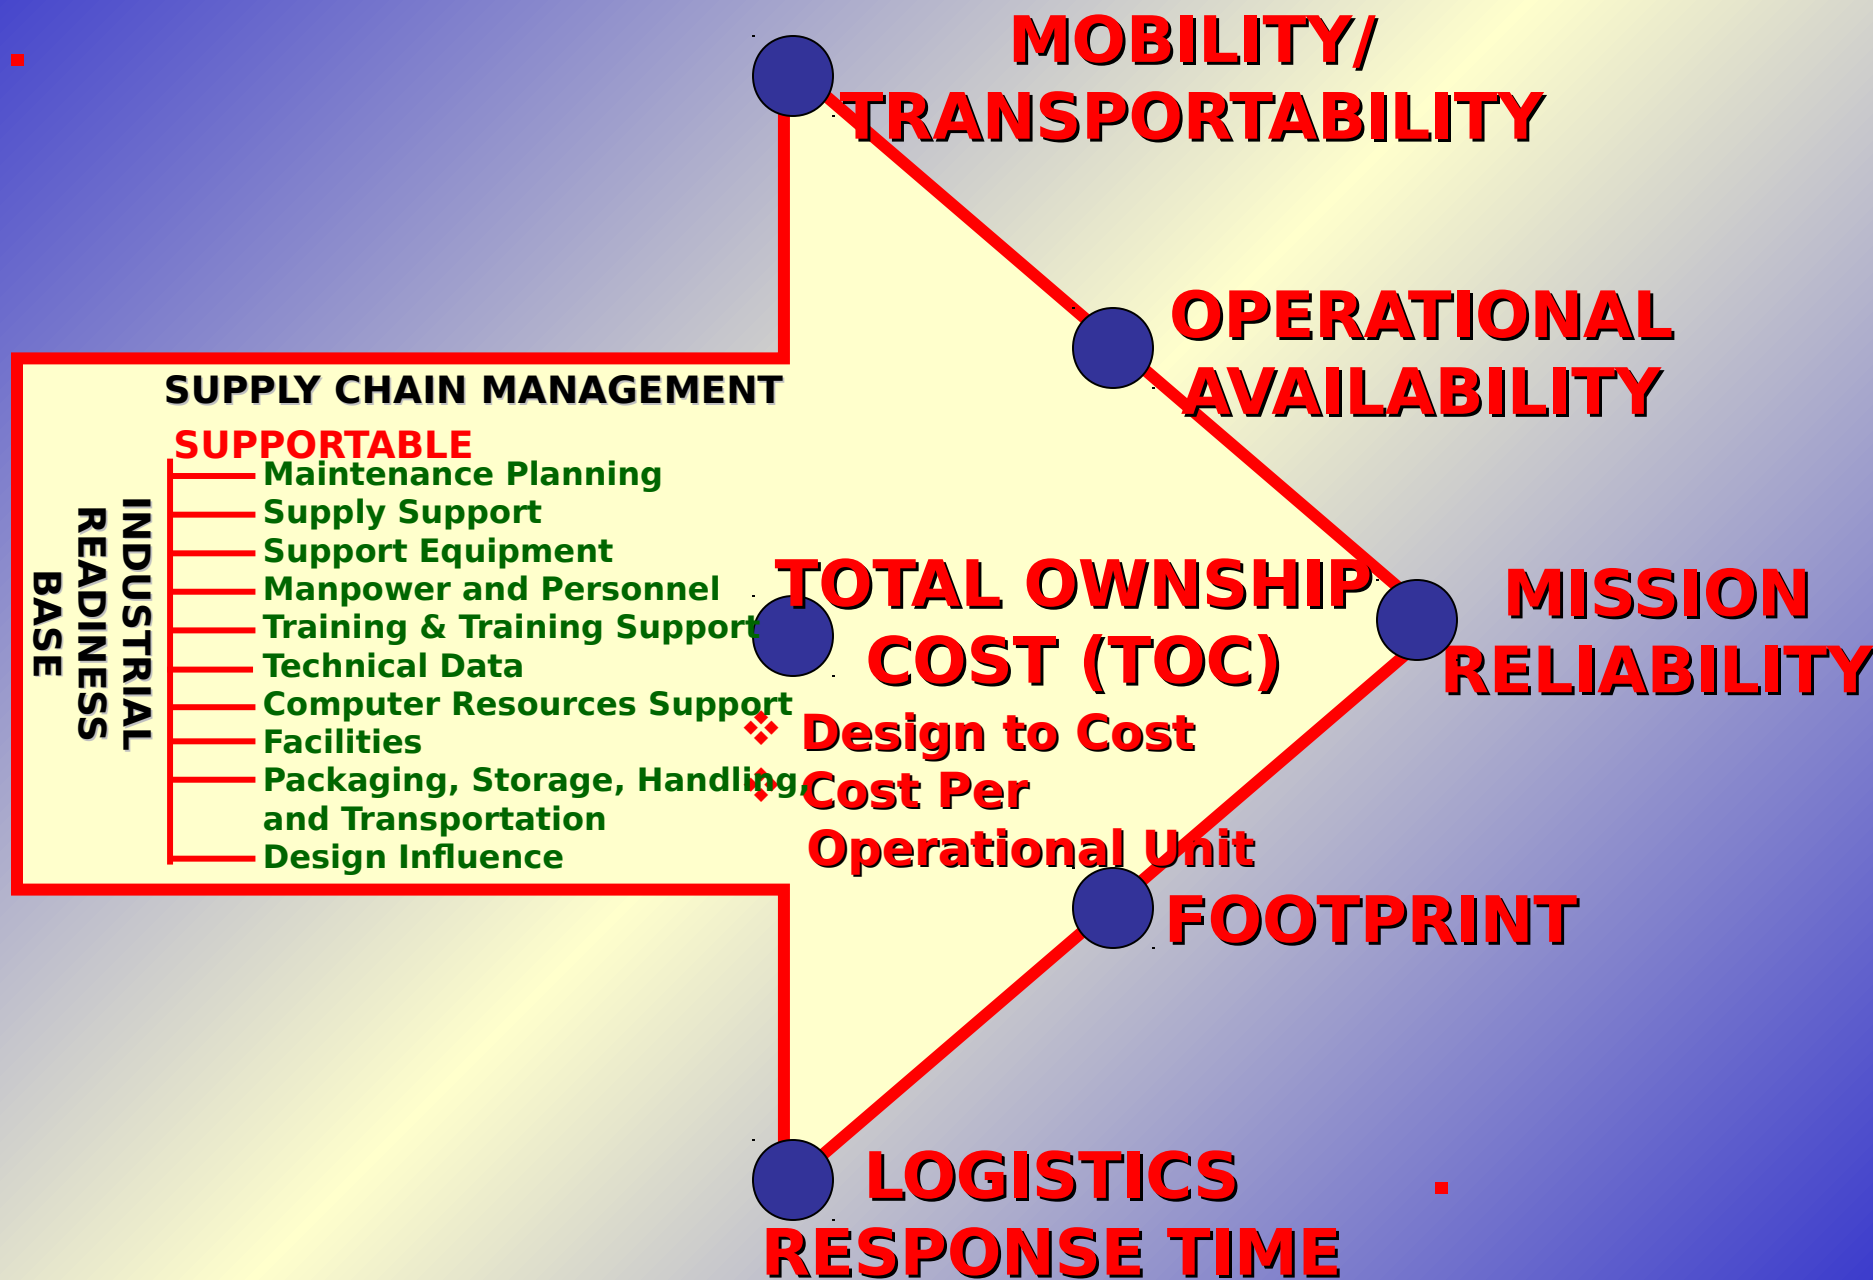 MOBILITY/
TRANSPORTABILITY
OPERATIONAL
AVAILABILITY
SUPPLY CHAIN MANAGEMENT
SUPPORTABLE
Maintenance Planning
Supply Support
Support Equipment
Manpower and Personnel
Training & Training Support
Technical Data
Computer Resources Support
Facilities
Packaging, Storage, Handling,
and Transportation
Design Influence
INDUSTRIAL
READINESS
BASE
TOTAL OWNSHIP
COST (TOC)
❖ Design to Cost
❖ Cost Per
Operational Unit
MISSION
RELIABILITY
FOOTPRINT
LOGISTICS
RESPONSE TIME